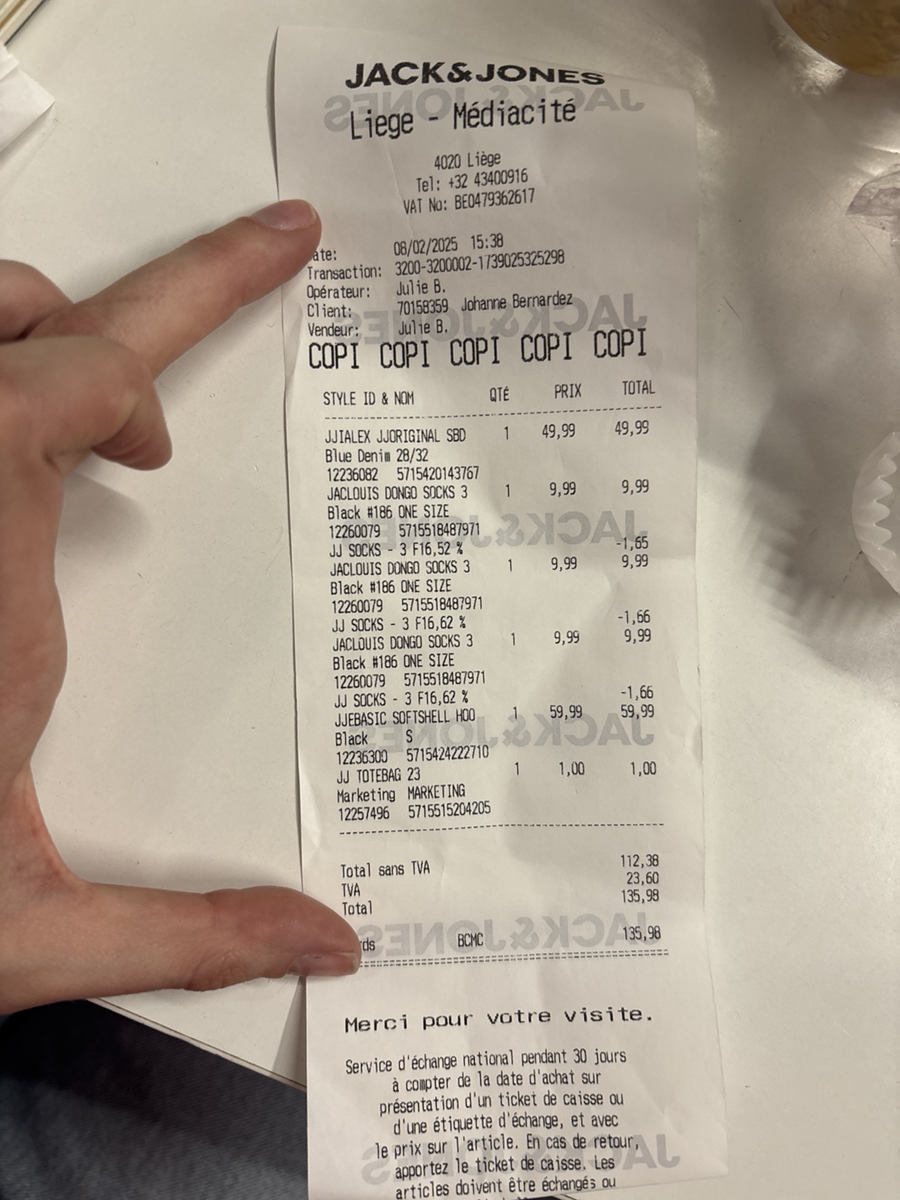 JACK&JONES
Liege - Médiacité
4020 Liège
Tel: +32 43400916
VAT No: BE0479362617
ate: 08/02/2025 15:38
Transaction: 3200-3200002-1739025325298
Opérateur: Julie B.
Client: 70158359 Johanne Bernardez
Vendeur: Julie B.
COPI COPI COPI COPI COPI
STYLE ID & NOM QTÉ PRIX TOTAL
JJIALEX JJORIGINAL SBD 1 49,99 49,99
Blue Denim 28/32
12236082 5715420143767
JACLOUIS DONGO SOCKS 3 1 9,99 9,99
Black #186 ONE SIZE
12260079 5715518487971
JJ SOCKS - 3 F16,52 % -1,65
JACLOUIS DONGO SOCKS 3 1 9,99 9,99
Black #186 ONE SIZE
12260079 5715518487971
JJ SOCKS - 3 F16,62 % -1,66
JACLOUIS DONGO SOCKS 3 1 9,99 9,99
Black #186 ONE SIZE
12260079 5715518487971
JJ SOCKS - 3 F16,62 % -1,66
JJEBASIC SOFTSHELL HOO 1 59,99 59,99
Black S
12236300 5715424222710
JJ TOTEBAG 23 1 1,00 1,00
Marketing MARKETING
12257496 5715515204205
Total sans TVA 112,38
TVA 23,60
Total 135,98
rds BCMC 135,98
Merci pour votre visite.
Service d'échange national pendant 30 jours
à compter de la date d'achat sur
présentation d'un ticket de caisse ou
d'une étiquette d'échange, et avec
le prix sur l'article. En cas de retour,
apportez le ticket de caisse. Les
articles doivent être échangés ou